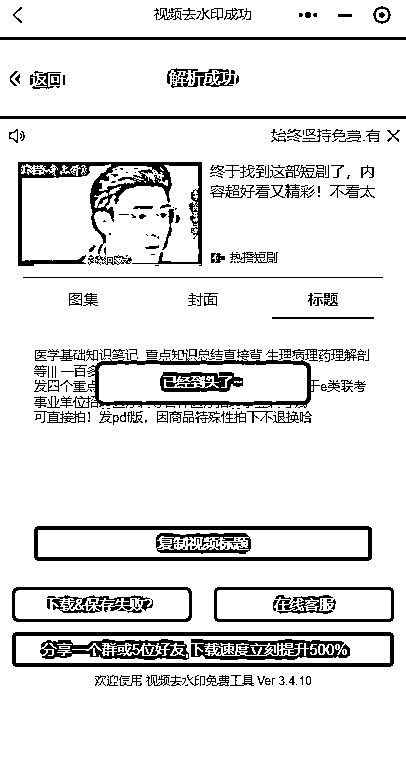 视频去水印成功
返回
解析成功
始终坚持免费.有
终于找到这部短剧了，内
容超好看又精彩！不看太
热播短剧
图集
封面
标题
医学基础知识笔记 重点知识总结直接背 生理病理药理解剖
等||| 一百多
发四个重点
于e类联考
已经到头了~
事业单位招
可直接拍！发pdf版，因商品特殊性拍下不退换哈
复制视频标题
下载&保存失败?
在线客服
分享一个群或5位好友,下载速度立刻提升500%
欢迎使用 视频去水印免费工具 Ver 3.4.10